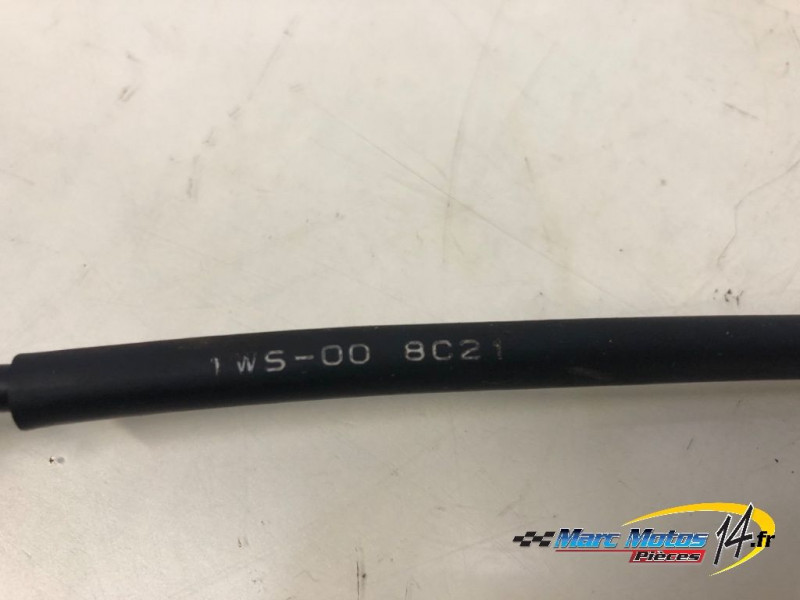 1WS-00 8C21
Marc Motos 14.fr
Pièces